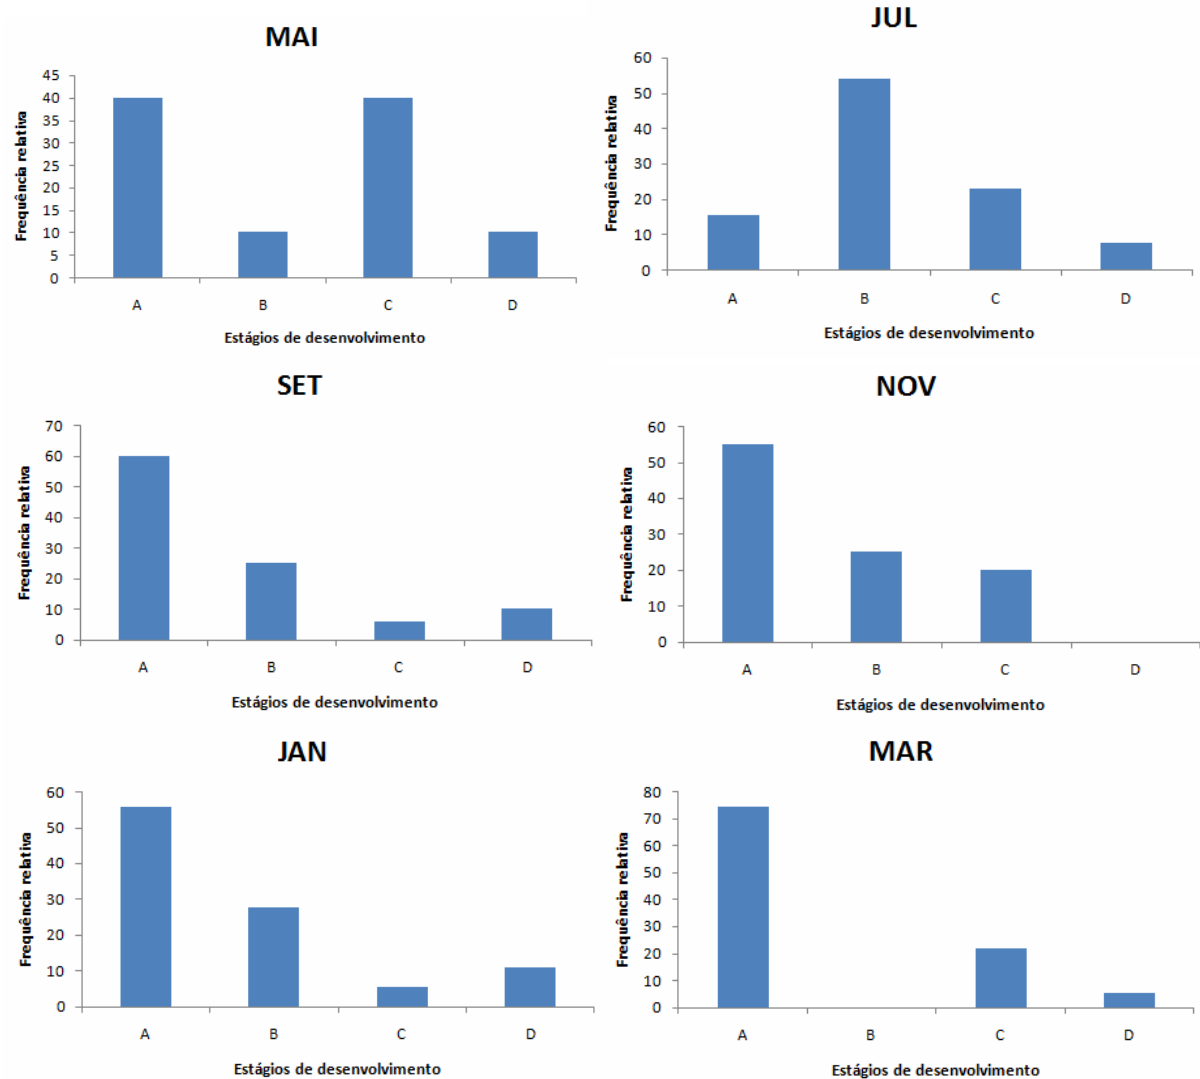 MAI
Frequência relativa
45
40
35
30
25
20
15
10
5
0
A B C D
Estágios de desenvolvimento
JUL
Frequência relativa
60
50
40
30
20
10
0
A B C D
Estágios de desenvolvimento
SET
Frequência relativa
70
60
50
40
30
20
10
0
A B C D
Estágios de desenvolvimento
NOV
Frequência relativa
60
50
40
30
20
10
0
A B C D
Estágios de desenvolvimento
JAN
Frequência relativa
60
50
40
30
20
10
0
A B C D
Estágios de desenvolvimento
MAR
Frequência relativa
80
70
60
50
40
30
20
10
0
A B C D
Estágios de desenvolvimento